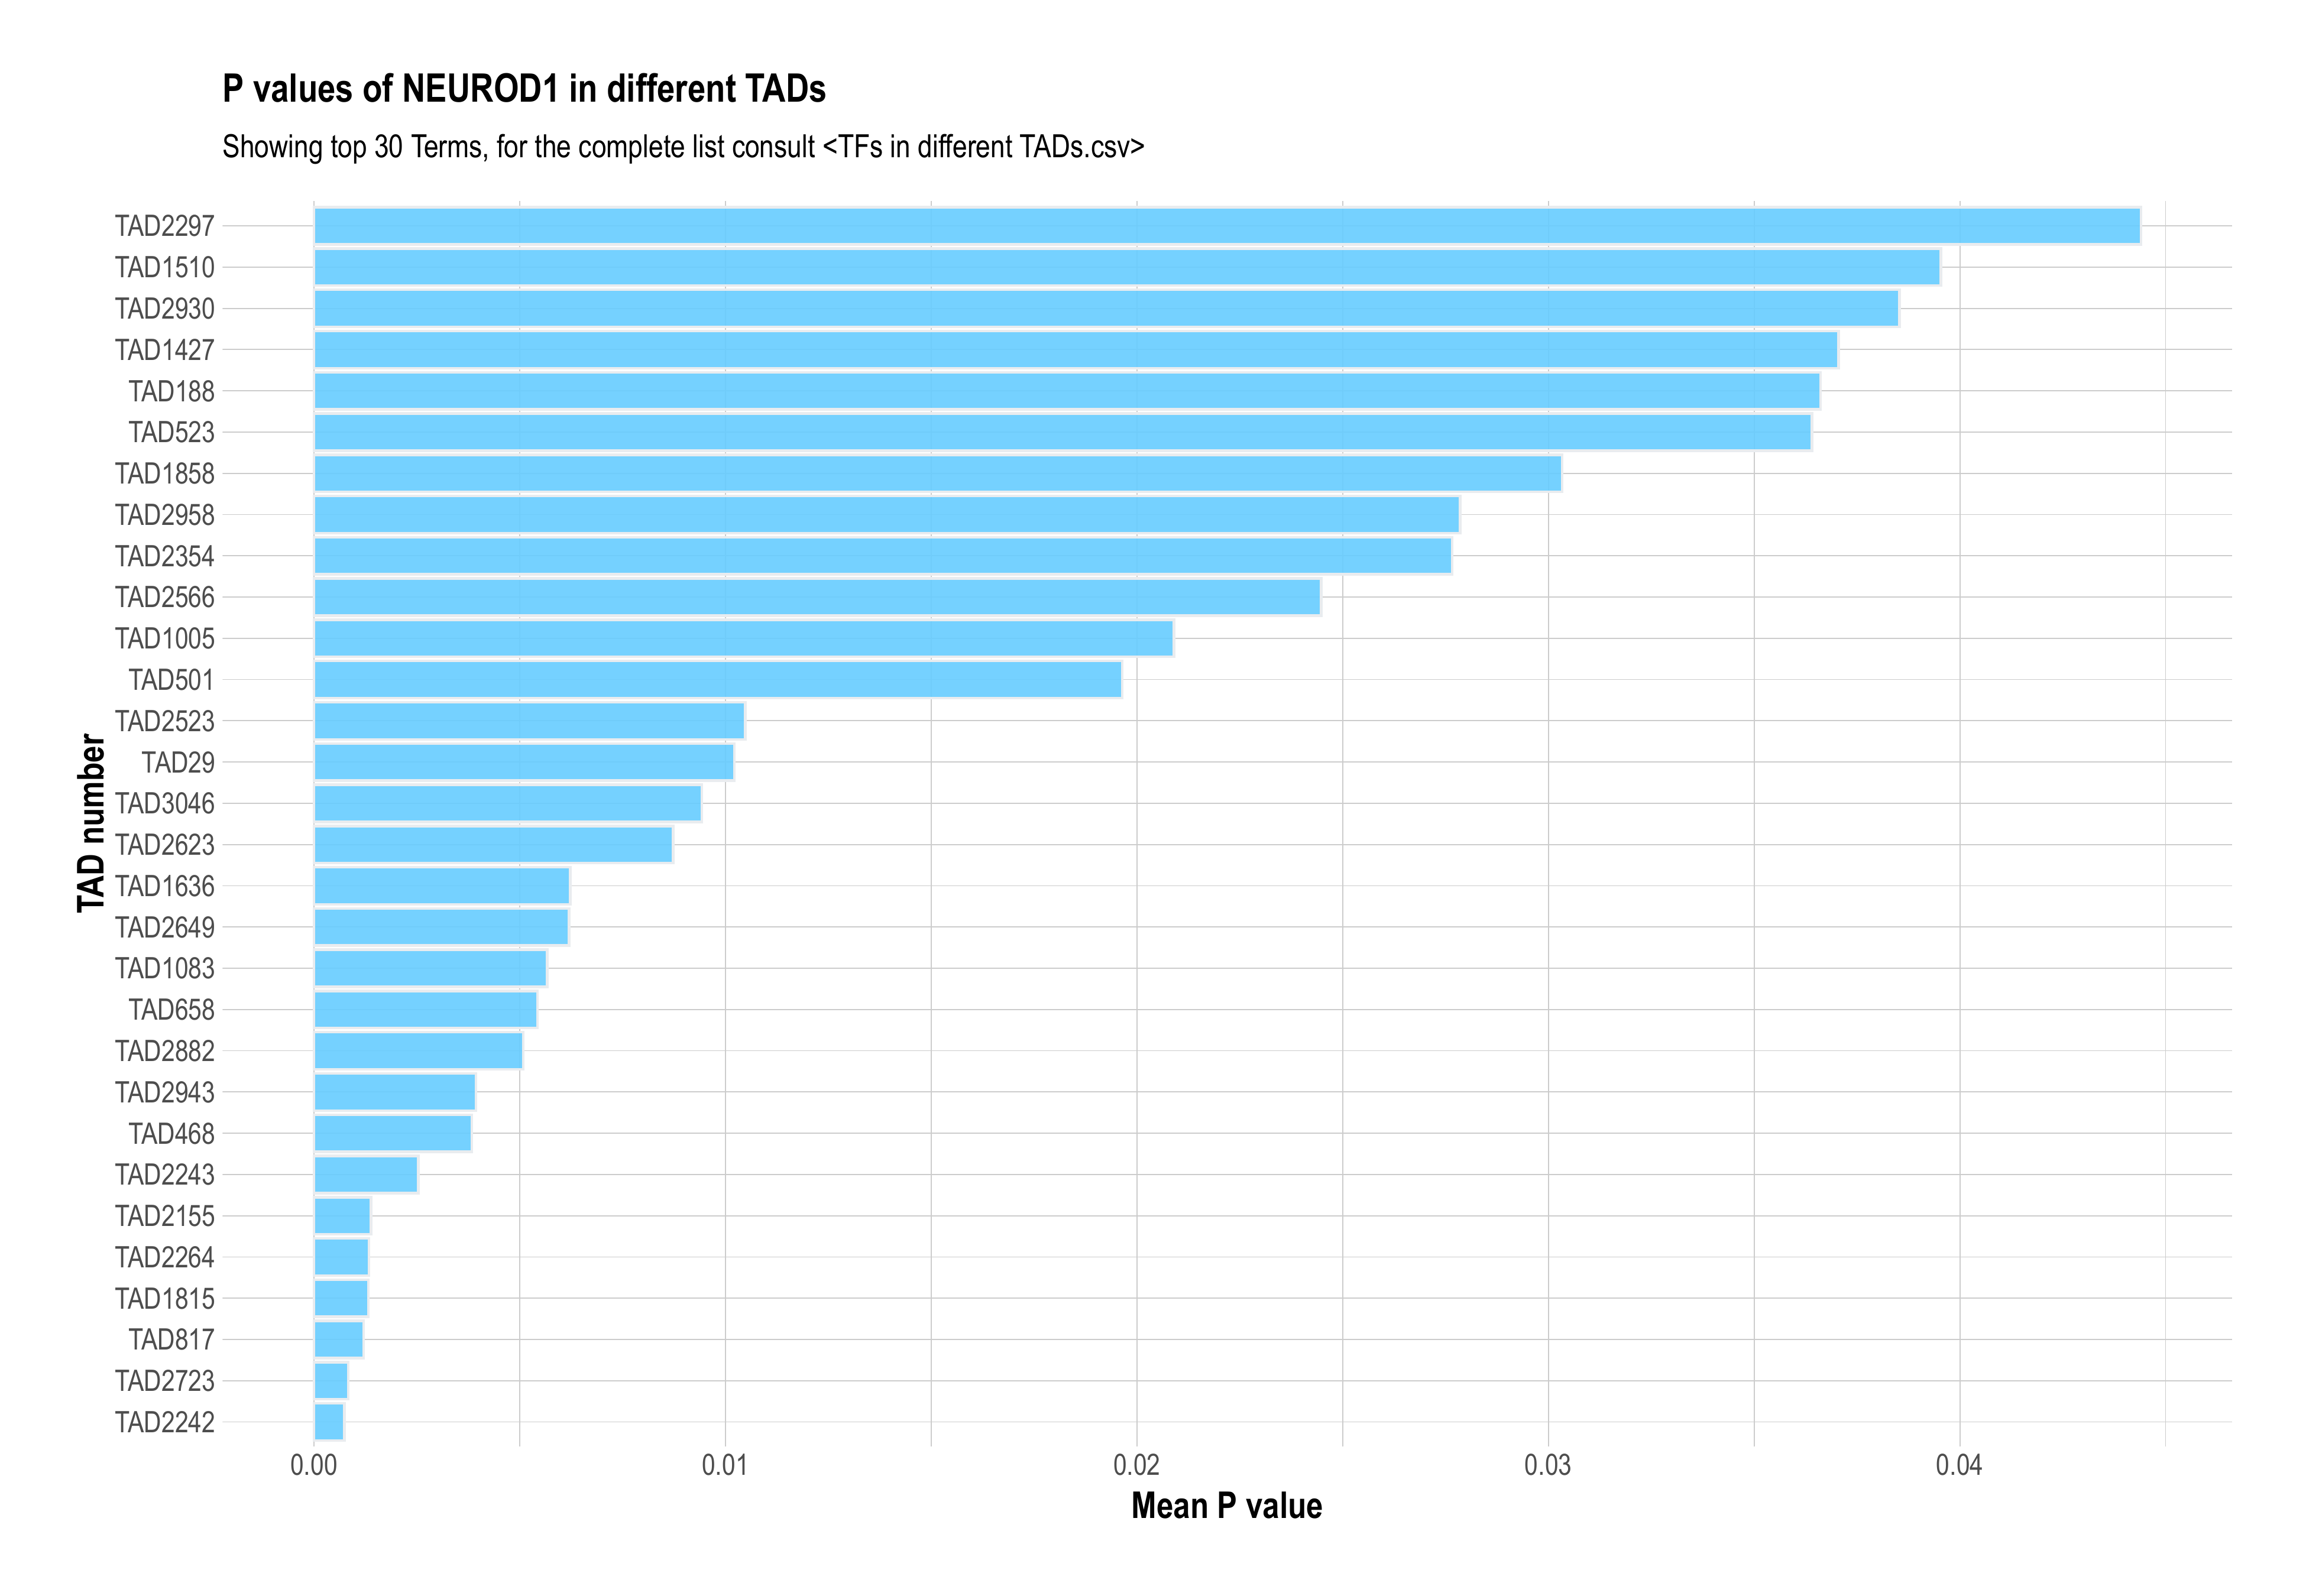 P values of NEUROD1 in different TADs
Showing top 30 Terms, for the complete list consult <TFs in different TADs.csv>
TAD number
TAD2297
TAD1510
TAD2930
TAD1427
TAD188
TAD523
TAD1858
TAD2958
TAD2354
TAD2566
TAD1005
TAD501
TAD2523
TAD29
TAD3046
TAD2623
TAD1636
TAD2649
TAD1083
TAD658
TAD2882
TAD2943
TAD468
TAD2243
TAD2155
TAD2264
TAD1815
TAD817
TAD2723
TAD2242
0.00 0.01 0.02 0.03 0.04
Mean P value